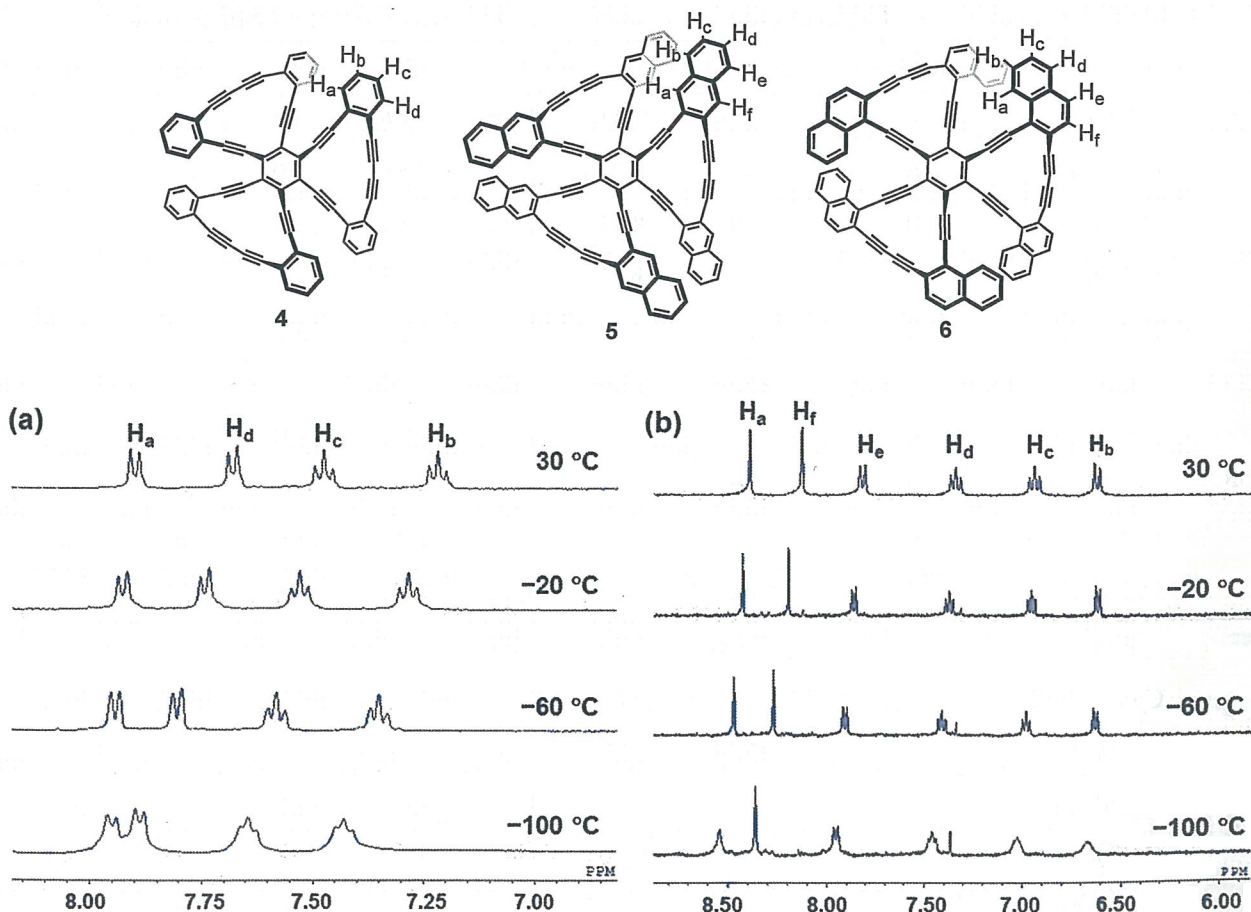 Hb
Hc
Ha
Hd
4
Hc
Hb
Hd
Ha
He
Hf
5
Hc
Hb
Hd
Ha
He
Hf
6
(a)
Ha
Hd
Hc
Hb
30 °C
−20 °C
−60 °C
−100 °C
PPM
8.00 7.75 7.50 7.25 7.00
(b)
Ha
Hf
He
Hd
Hc
Hb
30 °C
−20 °C
−60 °C
−100 °C
PPM
8.50 8.00 7.50 7.00 6.50 6.00